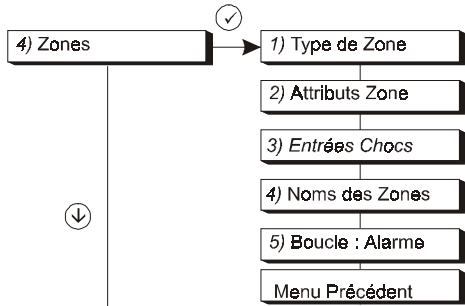 4) Zones
1) Type de Zone
2) Attributs Zone
3) Entrées Chocs
4) Noms des Zones
5) Boucle : Alarme
Menu Précédent